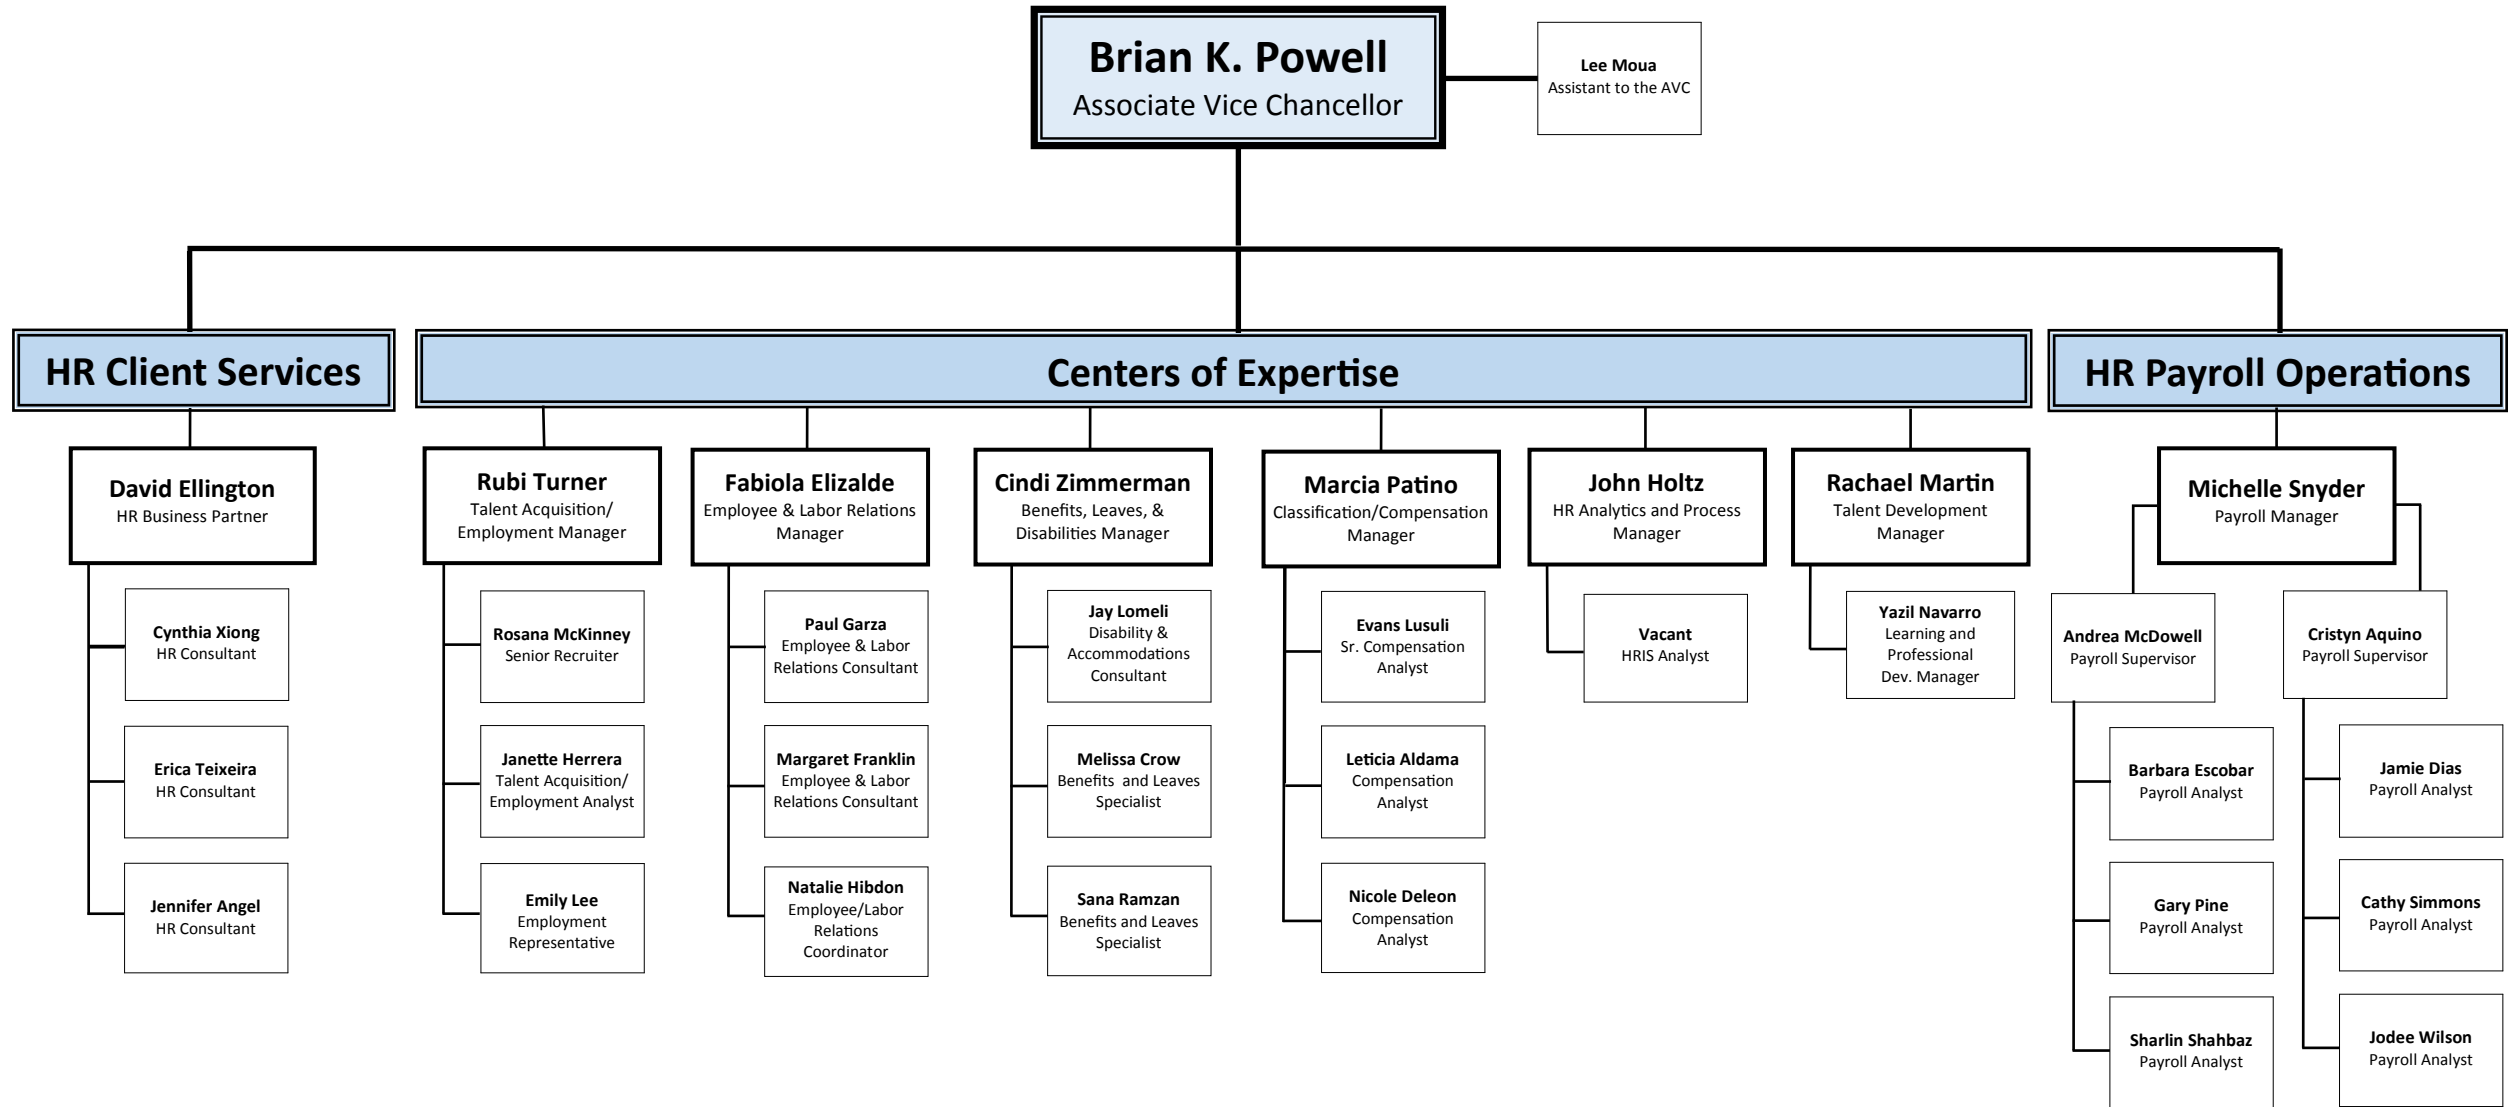 Brian K. Powell
Associate Vice Chancellor
Lee Moua
Assistant to the AVC
HR Client Services
Centers of Expertise
HR Payroll Operations
David Ellington
HR Business Partner
Cynthia Xiong
HR Consultant
Erica Teixeira
HR Consultant
Jennifer Angel
HR Consultant
Rubi Turner
Talent Acquisition/
Employment Manager
Rosana McKinney
Senior Recruiter
Janette Herrera
Talent Acquisition/
Employment Analyst
Emily Lee
Employment
Representative
Fabiola Elizalde
Employee & Labor Relations
Manager
Paul Garza
Employee & Labor
Relations Consultant
Margaret Franklin
Employee & Labor
Relations Consultant
Natalie Hibdon
Employee/Labor
Relations
Coordinator
Cindi Zimmerman
Benefits, Leaves, &
Disabilities Manager
Jay Lomeli
Disability &
Accommodations
Consultant
Melissa Crow
Benefits  and Leaves
Specialist
Sana Ramzan
Benefits and Leaves
Specialist
Marcia Patino
Classification/Compensation
Manager
Evans Lusuli
Sr. Compensation
Analyst
Leticia Aldama
Compensation
Analyst
Nicole Deleon
Compensation
Analyst
John Holtz
HR Analytics and Process
Manager
Vacant
HRIS Analyst
Rachael Martin
Talent Development
Manager
Yazil Navarro
Learning and
Professional
Dev. Manager
Michelle Snyder
Payroll Manager
Andrea McDowell
Payroll Supervisor
Barbara Escobar
Payroll Analyst
Gary Pine
Payroll Analyst
Sharlin Shahbaz
Payroll Analyst
Cristyn Aquino
Payroll Supervisor
Jamie Dias
Payroll Analyst
Cathy Simmons
Payroll Analyst
Jodee Wilson
Payroll Analyst